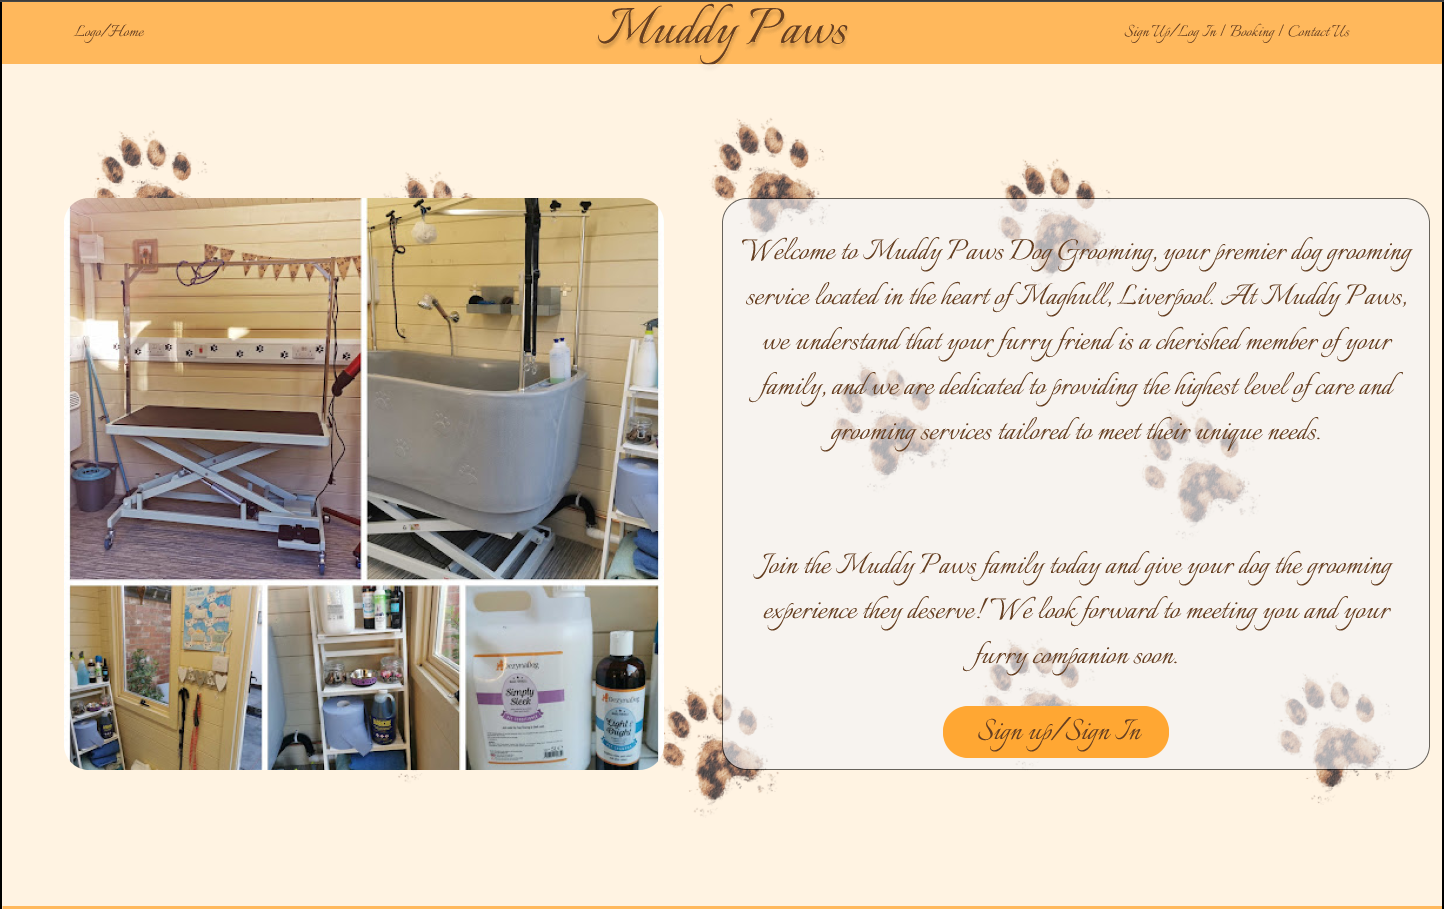 Logo/Home
Muddy Paws
Sign Up/Log In | Booking | Contact Us
Welcome to Muddy Paws Dog Grooming, your premier dog grooming
service located in the heart of Maghull, Liverpool. At Muddy Paws,
we understand that your furry friend is a cherished member of your
family, and we are dedicated to providing the highest level of care and
grooming services tailored to meet their unique needs.
Join the Muddy Paws family today and give your dog the grooming
experience they deserve! We look forward to meeting you and your
furry companion soon.
Sign up/Sign In
Simply
Sleek
Light
Bright